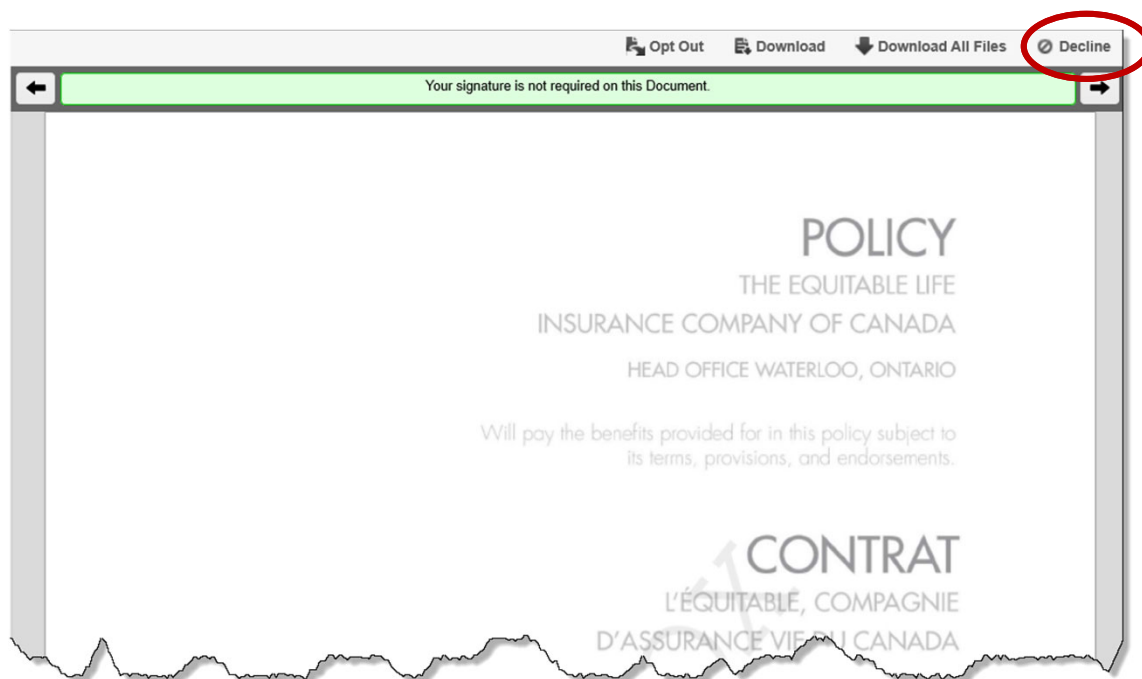 Opt Out Download Download All Files Decline
Your signature is not required on this Document.
POLICY
THE EQUITABLE LIFE
INSURANCE COMPANY OF CANADA
HEAD OFFICE WATERLOO, ONTARIO
Will pay the benefits provided for in this policy subject to
its terms, provisions, and endorsements.
CONTRAT
L'ÉQUITABLE, COMPAGNIE
D'ASSURANCE VIE DU CANADA